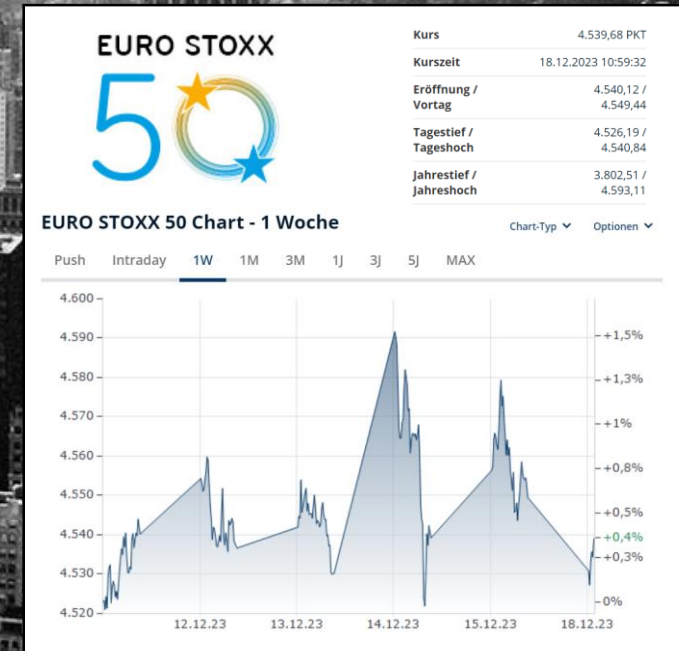 EURO STOXX
50
Kurs 4.539,68 PKT
Kurszeit 18.12.2023 10:59:32
Eröffnung / 4.540,12 /
Vortag 4.549,44
Tagestief / 4.526,19 /
Tageshoch 4.540,84
Jahrestief / 3.802,51 /
Jahreshoch 4.593,11
EURO STOXX 50 Chart - 1 Woche
Chart-Typ Optionen
Push Intraday 1W 1M 3M 1J 3J 5J MAX
4.600
4.590 +1,5%
4.580 +1,3%
4.570 +1%
4.560 +0,8%
4.550 +0,5%
4.540 +0,4%
4.530 +0,3%
4.520 0%
12.12.23 13.12.23 14.12.23 15.12.23 18.12.23